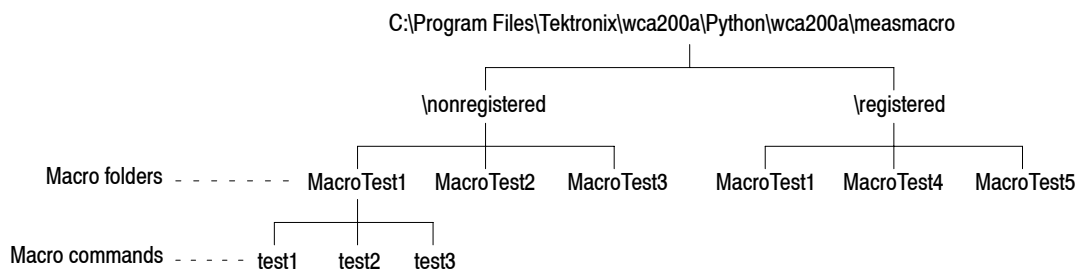 C:\Program Files\Tektronix\wca200a\Python\wca200a\measmacro
\nonregistered \registered
Macro folders MacroTest1 MacroTest2 MacroTest3 MacroTest1 MacroTest4 MacroTest5
Macro commands test1 test2 test3